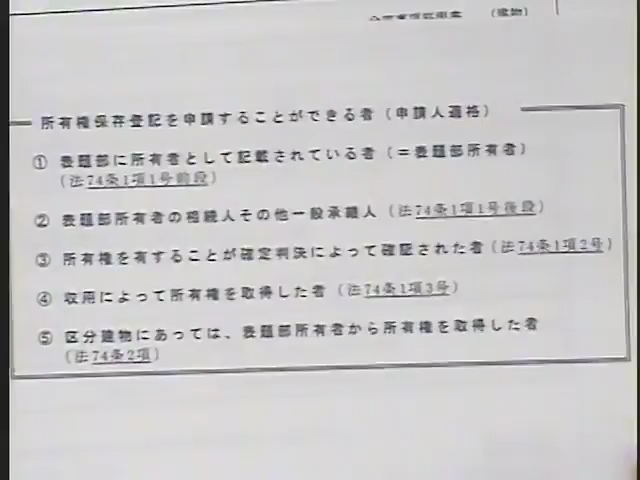 (建物)
所有権保存登記を申請することができる者(申請人適格)
① 表題部に所有者として記載されている者(=表題部所有者)
(法74条1項1号前段)
② 表題部所有者の相続人その他一般承継人(法74条1項1号後段)
③ 所有権を有することが確定判決によって確認された者(法74条1項2号)
④ 収用によって所有権を取得した者(法74条1項3号)
⑤ 区分建物にあっては、表題部所有者から所有権を取得した者
(法74条2項)